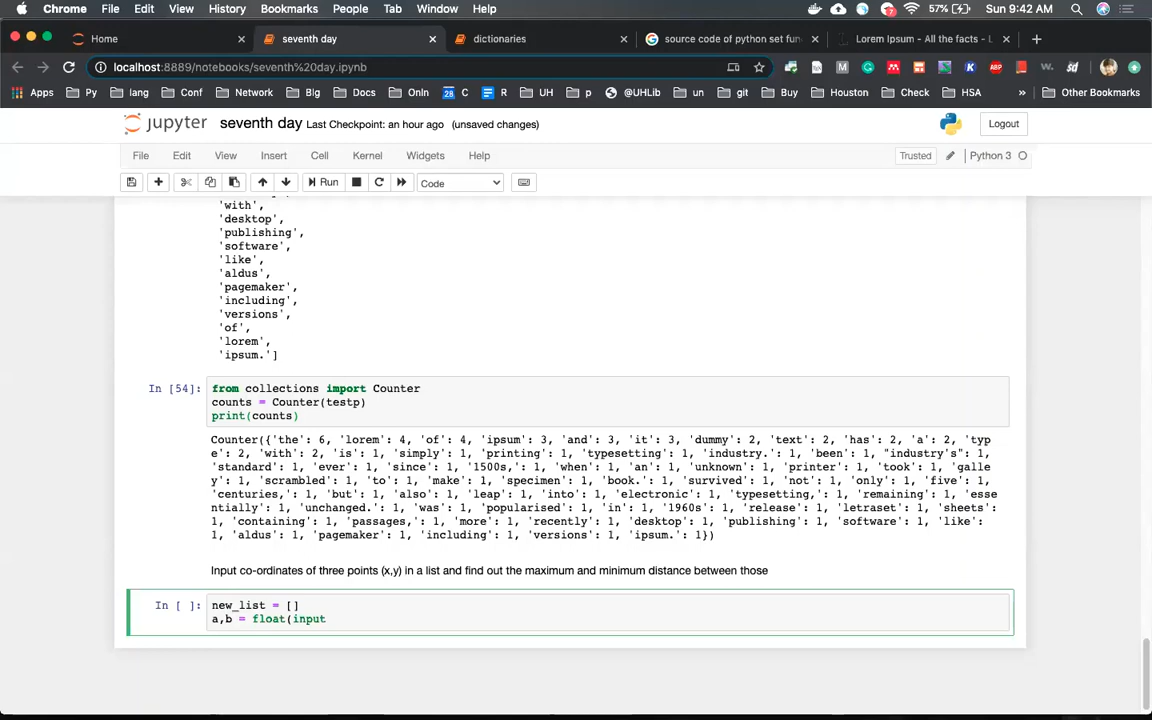 Chrome File Edit View History Bookmarks People Tab Window Help 7 57% Sun 9:42 AM
Home seventh day dictionaries source code of python set fun Lorem Ipsum - All the facts - L
localhost:8889/notebooks/seventh%20day.ipynb
Apps Py lang Conf Network Blg Docs OnIn 28 C R UH p @UHLib un git Buy Houston Check HSA » Other Bookmarks
jupyter seventh day Last Checkpoint: an hour ago (unsaved changes) Logout
File Edit View Insert Cell Kernel Widgets Help Trusted Python 3
Run Code
'with',
'desktop',
'publishing',
'software',
'like',
'aldus',
'pagemaker',
'including',
'versions',
'of',
'lorem',
'ipsum.']
In [54]: from collections import Counter
counts = Counter(testp)
print(counts)
Counter({'the': 6, 'lorem': 4, 'of': 4, 'ipsum': 3, 'and': 3, 'it': 3, 'dummy': 2, 'text': 2, 'has': 2, 'a': 2, 'typ
e': 2, 'with': 2, 'is': 1, 'simply': 1, 'printing': 1, 'typesetting': 1, 'industry.': 1, 'been': 1, "industry's": 1,
'standard': 1, 'ever': 1, 'since': 1, '1500s,': 1, 'when': 1, 'an': 1, 'unknown': 1, 'printer': 1, 'took': 1, 'galle
y': 1, 'scrambled': 1, 'to': 1, 'make': 1, 'specimen': 1, 'book.': 1, 'survived': 1, 'not': 1, 'only': 1, 'five': 1,
'centuries,': 1, 'but': 1, 'also': 1, 'leap': 1, 'into': 1, 'electronic': 1, 'typesetting,': 1, 'remaining': 1, 'esse
ntially': 1, 'unchanged.': 1, 'was': 1, 'popularised': 1, 'in': 1, '1960s': 1, 'release': 1, 'letraset': 1, 'sheets':
1, 'containing': 1, 'passages,': 1, 'more': 1, 'recently': 1, 'desktop': 1, 'publishing': 1, 'software': 1, 'like':
1, 'aldus': 1, 'pagemaker': 1, 'including': 1, 'versions': 1, 'ipsum.': 1})
Input co-ordinates of three points (x,y) in a list and find out the maximum and minimum distance between those
In [ ]: new_list = []
a,b = float(input